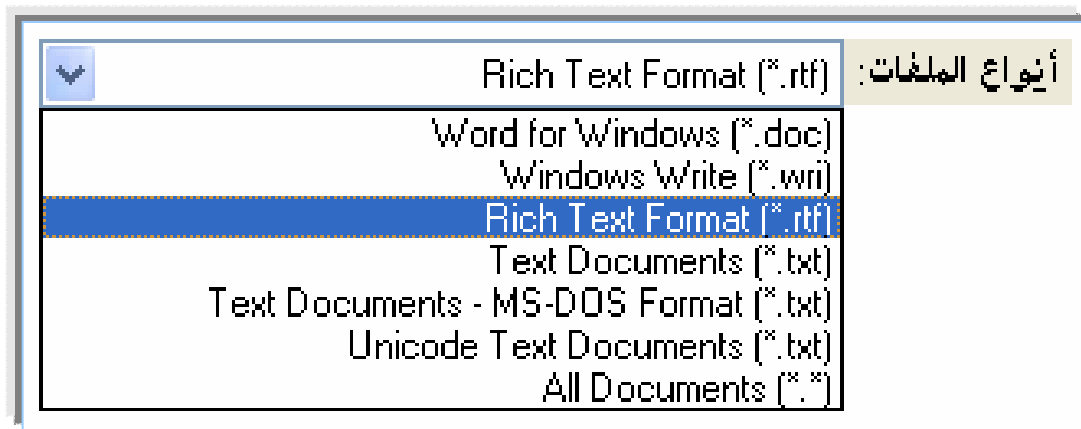 أنواع الملفات: Rich Text Format (*.rtf)
Word for Windows (*.doc)
Windows Write (*.wri)
Rich Text Format (*.rtf)
Text Documents (*.txt)
Text Documents - MS-DOS Format (*.txt)
Unicode Text Documents (*.txt)
All Documents (*.*)